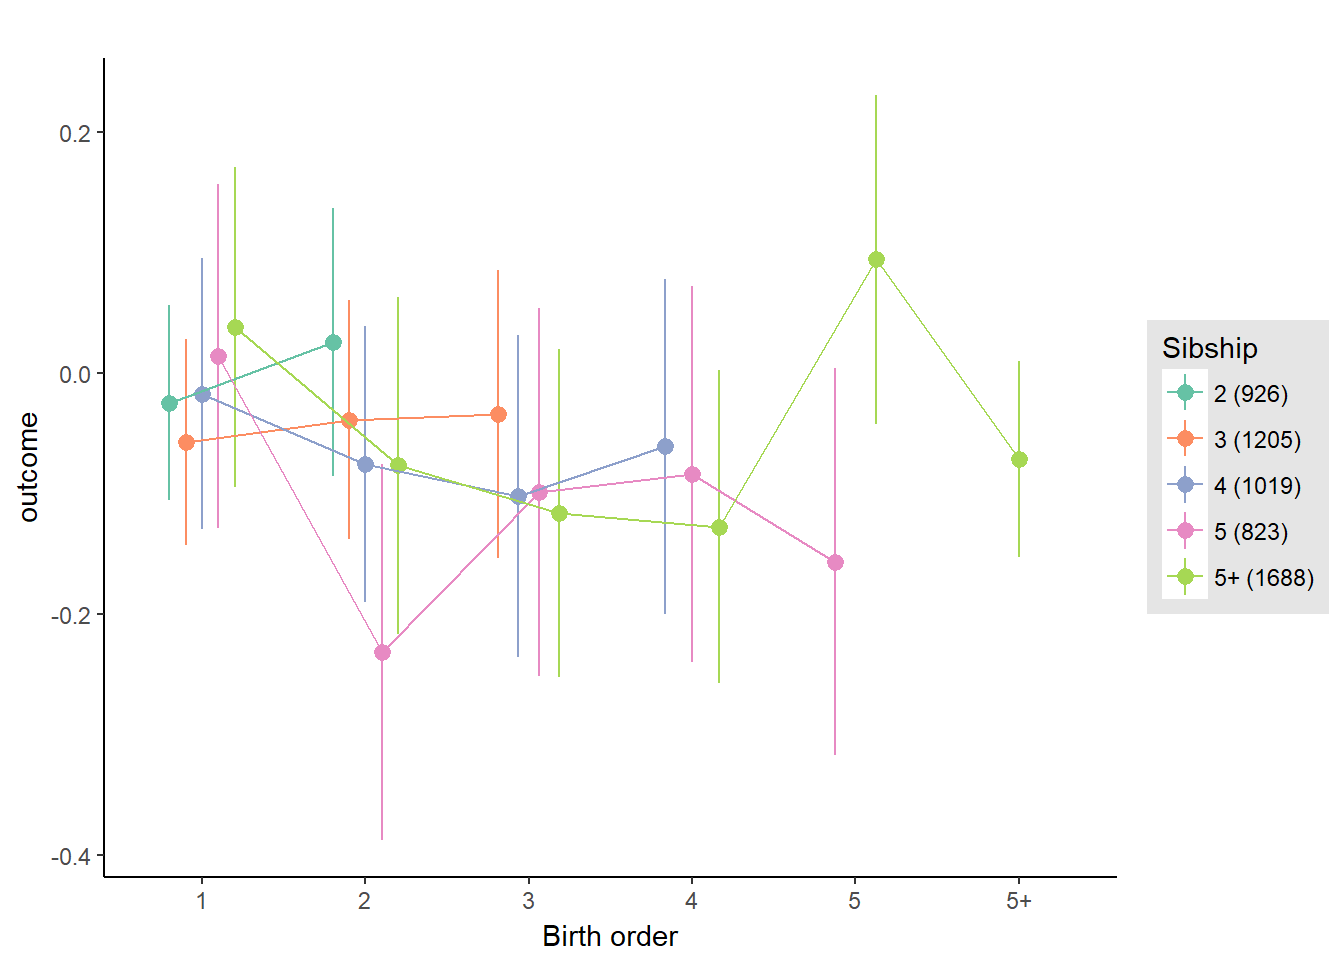 0.2
0.0
-0.2
-0.4
outcome
1 2 3 4 5 5+
Birth order
Sibship
2 (926)
3 (1205)
4 (1019)
5 (823)
5+ (1688)